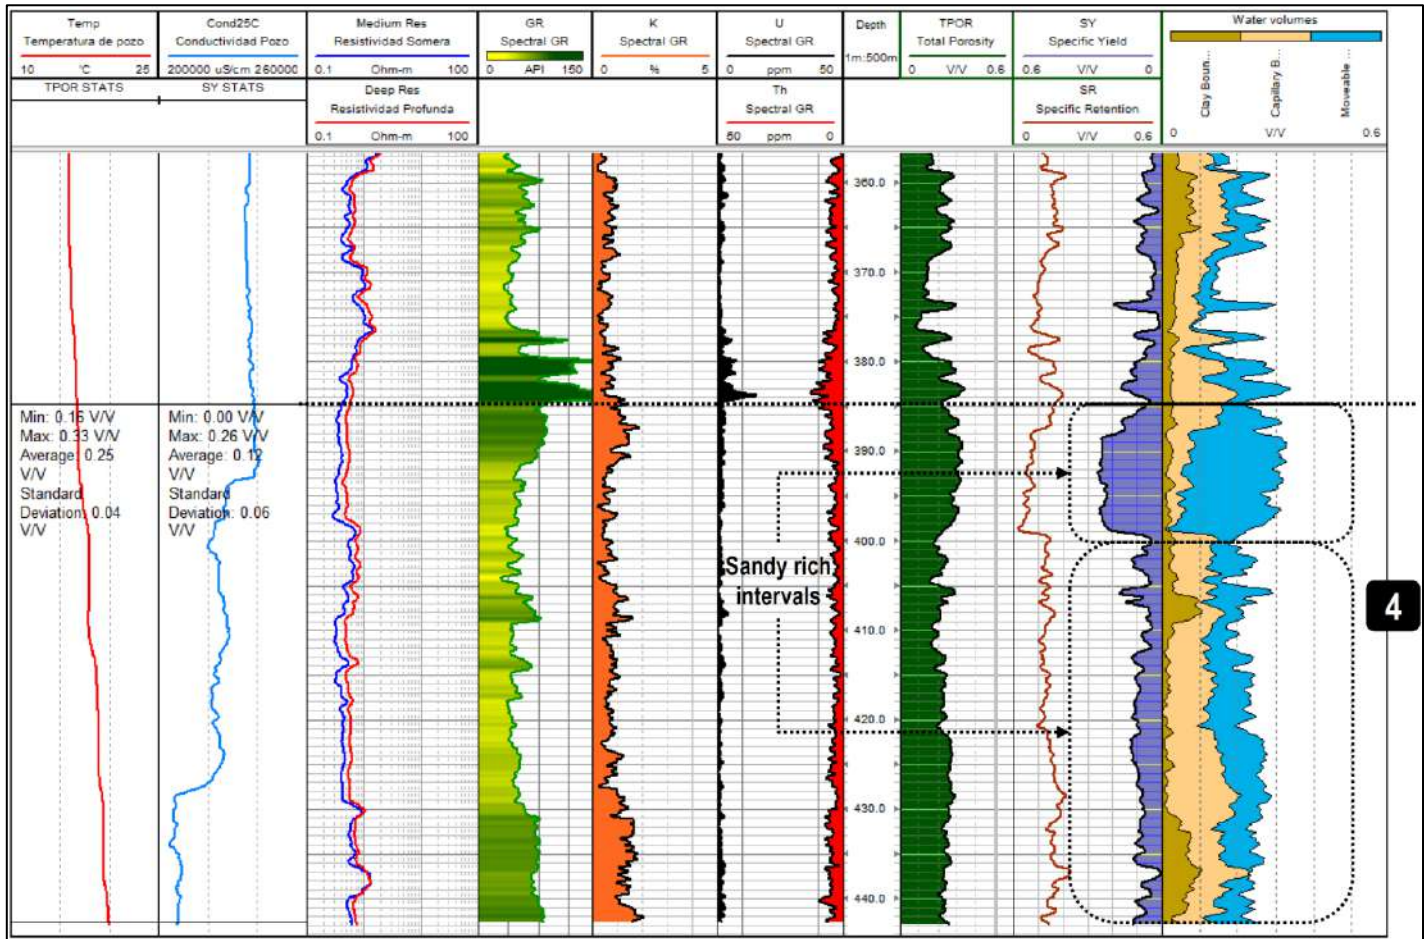 Temp
Temperatura de pozo
10 'C 25
TPOR STATS
Cond25C
Conductividad Pozo
200000 uS/cm 260000
SY STATS
Medium Res
Resistividad Somera
0.1 Ohm-m 100
Deep Res
Resistividad Profunda
0.1 Ohm-m 100
GR
Spectral GR
0 API 150
K
Spectral GR
0 % 5
U
Spectral GR
0 ppm 50
Th
Spectral GR
50 ppm 0
Depth
1m:500m
TPOR
Total Porosity
0 V/V 0.6
SY
Specific Yield
0.6 V/V 0
SR
Specific Retention
0 V/V 0.6
Water volumes
Clay Boun...
Capillary B...
Moveable ...
0 V/V 0.6
360.0
370.0
380.0
390.0
400.0
410.0
420.0
430.0
440.0
Min: 0.16 V/V
Max: 0.33 V/V
Average: 0.25
V/V
Standard
Deviation: 0.04
V/V
Min: 0.00 V/V
Max: 0.26 V/V
Average: 0.12
V/V
Standard
Deviation: 0.06
V/V
Sandy rich
intervals
4